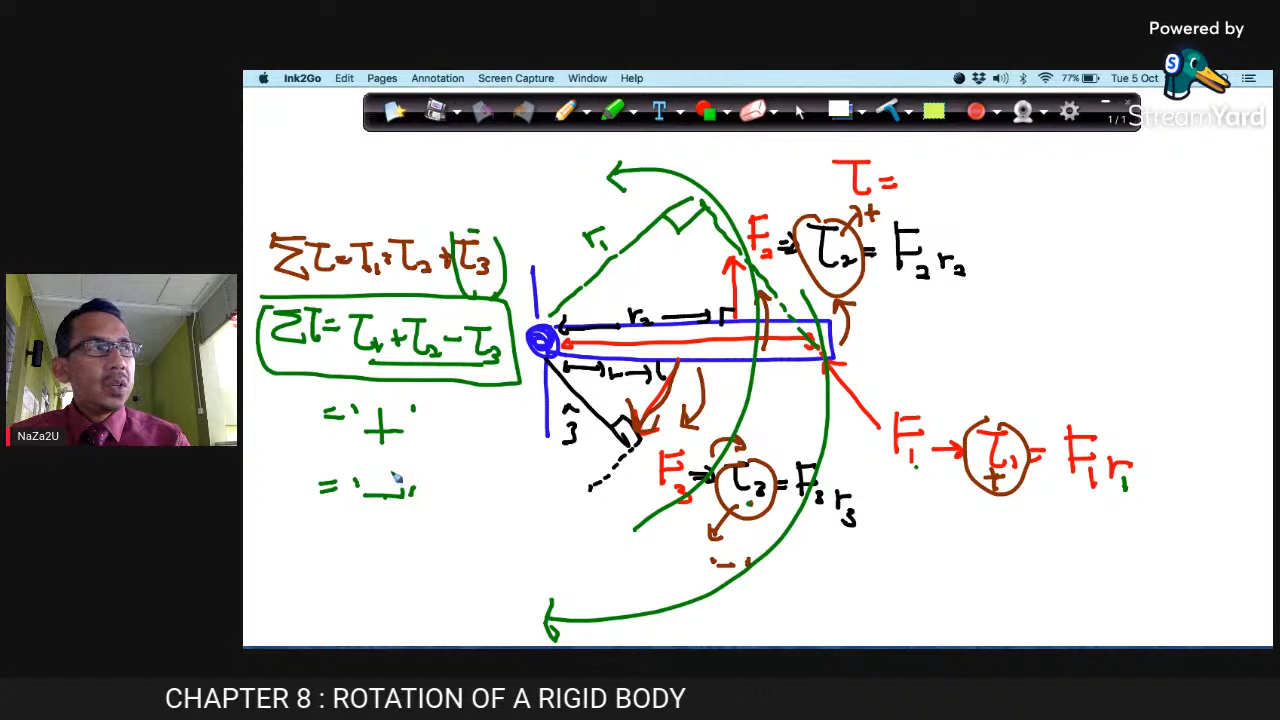 Powered by
StreamYard
Ink2Go Edit Pages Annotation Screen Capture Window Help 77% Tue 5 Oct
1/1
τ =
+
F₂ ⇒ τ₂ = F₂ r₂
r₁
Στ = τ₁ + τ₂ + τ₃
Στ = τ₁ + τ₂ - τ₃
r₂
= '+'
= '-'
r₃
F₃ ⇒ τ₃ = F₃ r₃
'-'
F₁ → τ₁ = F₁ r₁
+
NaZa2U
CHAPTER 8 : ROTATION OF A RIGID BODY